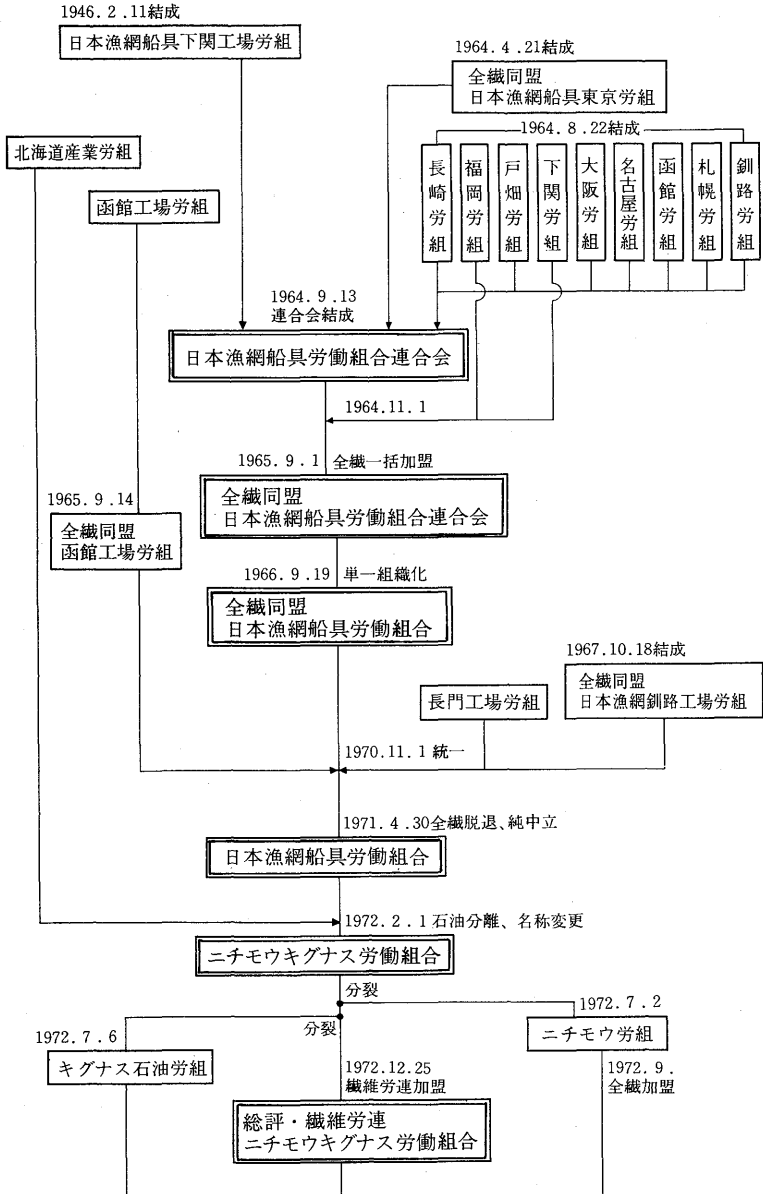 1946.2.11結成
日本漁網船具下関工場労組
1964.4.21結成
全繊同盟
日本漁網船具東京労組
1964.8.22結成
北海道産業労組
函館工場労組
長崎労組
福岡労組
戸畑労組
下関労組
大阪労組
名古屋労組
函館労組
札幌労組
釧路労組
1964.9.13
連合会結成
日本漁網船具労働組合連合会
1964.11.1
1965.9.1 全繊一括加盟
全繊同盟
日本漁網船具労働組合連合会
1965.9.14
全繊同盟
函館工場労組
1966.9.19 単一組織化
全繊同盟
日本漁網船具労働組合
1967.10.18結成
全繊同盟
日本漁網釧路工場労組
長門工場労組
1970.11.1 統一
1971.4.30全繊脱退、純中立
日本漁網船具労働組合
1972.2.1石油分離、名称変更
ニチモウキグナス労働組合
分裂
1972.7.2
ニチモウ労組
分裂
1972.7.6
キグナス石油労組
1972.12.25
繊維労連加盟
1972.9.
全繊加盟
総評・繊維労連
ニチモウキグナス労働組合